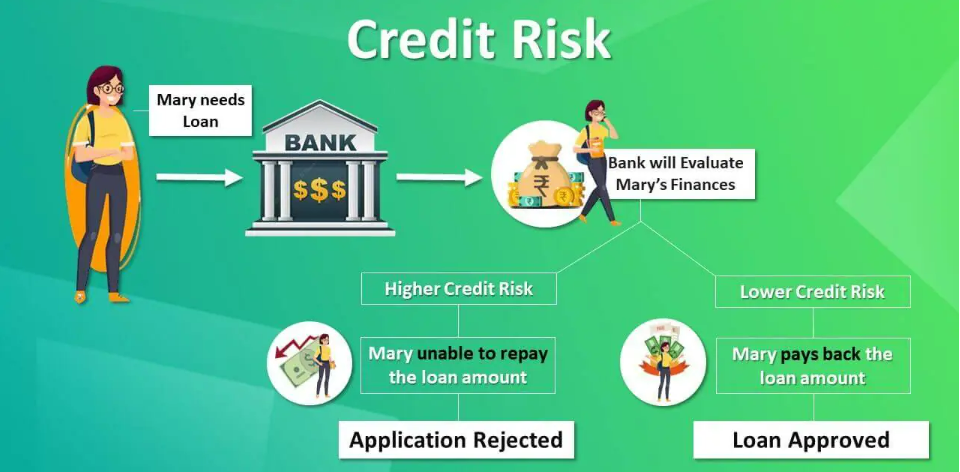 Credit Risk
Mary needs
Loan
BANK
$$$
₹
Bank will Evaluate
Mary's Finances
Higher Credit Risk
Lower Credit Risk
Mary unable to repay
the loan amount
Mary pays back the
loan amount
Application Rejected
Loan Approved